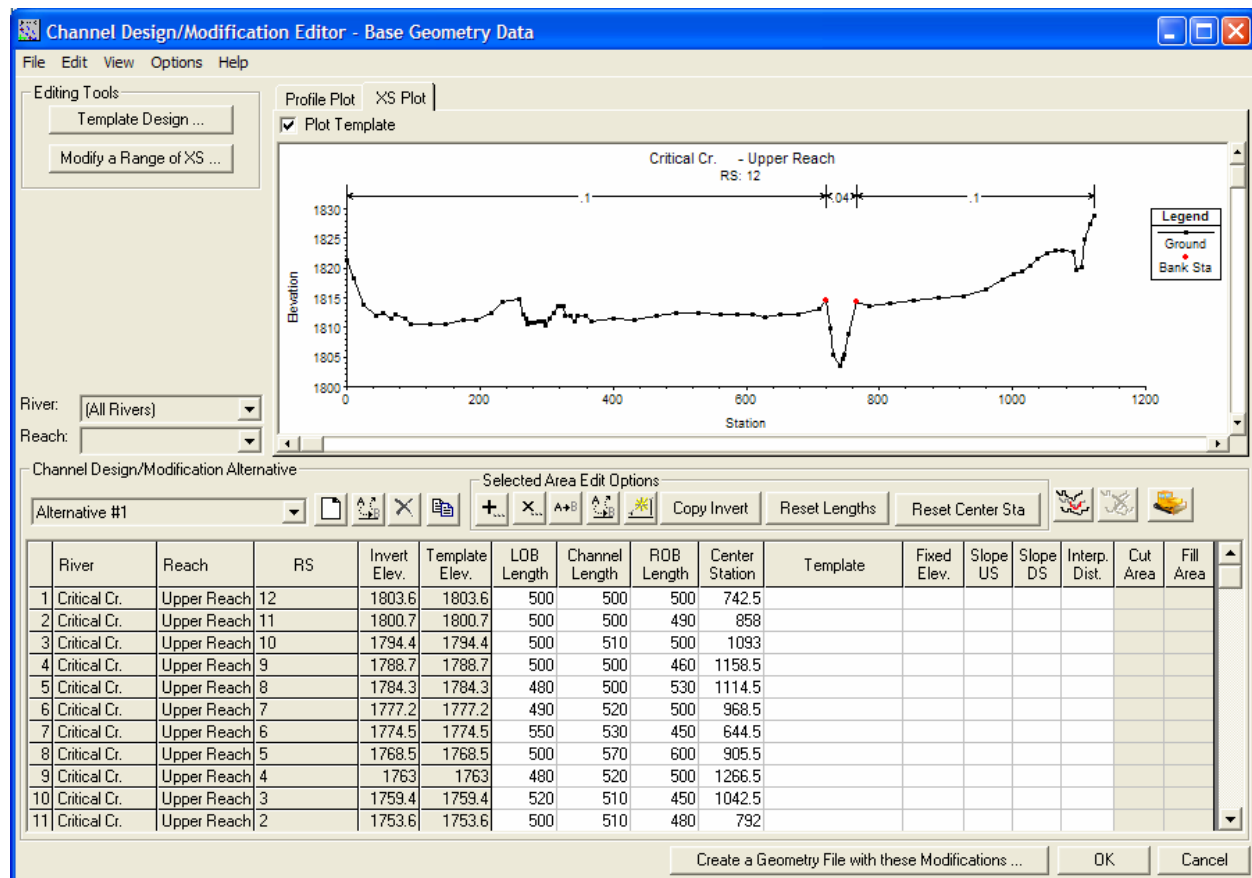 Channel Design/Modification Editor - Base Geometry Data
File Edit View Options Help
Editing Tools
Template Design ...
Modify a Range of XS ...
Profile Plot XS Plot
Plot Template
Critical Cr. - Upper Reach
RS: 12
.1 .04 .1
1830
1825
1820
1815
1810
1805
1800
Elevation
0 200 400 600 800 1000 1200
Station
Legend
Ground
Bank Sta
River: (All Rivers)
Reach:
Channel Design/Modification Alternative
Alternative #1
Selected Area Edit Options
Copy Invert Reset Lengths Reset Center Sta
River Reach RS Invert Elev. Template Elev. LOB Length Channel Length ROB Length Center Station Template Fixed Elev. Slope US Slope DS Interp. Dist. Cut Area Fill Area
1 Critical Cr. Upper Reach 12 1803.6 1803.6 500 500 500 742.5
2 Critical Cr. Upper Reach 11 1800.7 1800.7 500 500 490 858
3 Critical Cr. Upper Reach 10 1794.4 1794.4 500 510 500 1093
4 Critical Cr. Upper Reach 9 1788.7 1788.7 500 500 460 1158.5
5 Critical Cr. Upper Reach 8 1784.3 1784.3 480 500 530 1114.5
6 Critical Cr. Upper Reach 7 1777.2 1777.2 490 520 500 968.5
7 Critical Cr. Upper Reach 6 1774.5 1774.5 550 530 450 644.5
8 Critical Cr. Upper Reach 5 1768.5 1768.5 500 570 600 905.5
9 Critical Cr. Upper Reach 4 1763 1763 480 520 500 1266.5
10 Critical Cr. Upper Reach 3 1759.4 1759.4 520 510 450 1042.5
11 Critical Cr. Upper Reach 2 1753.6 1753.6 500 510 480 792
Create a Geometry File with these Modifications ... OK Cancel